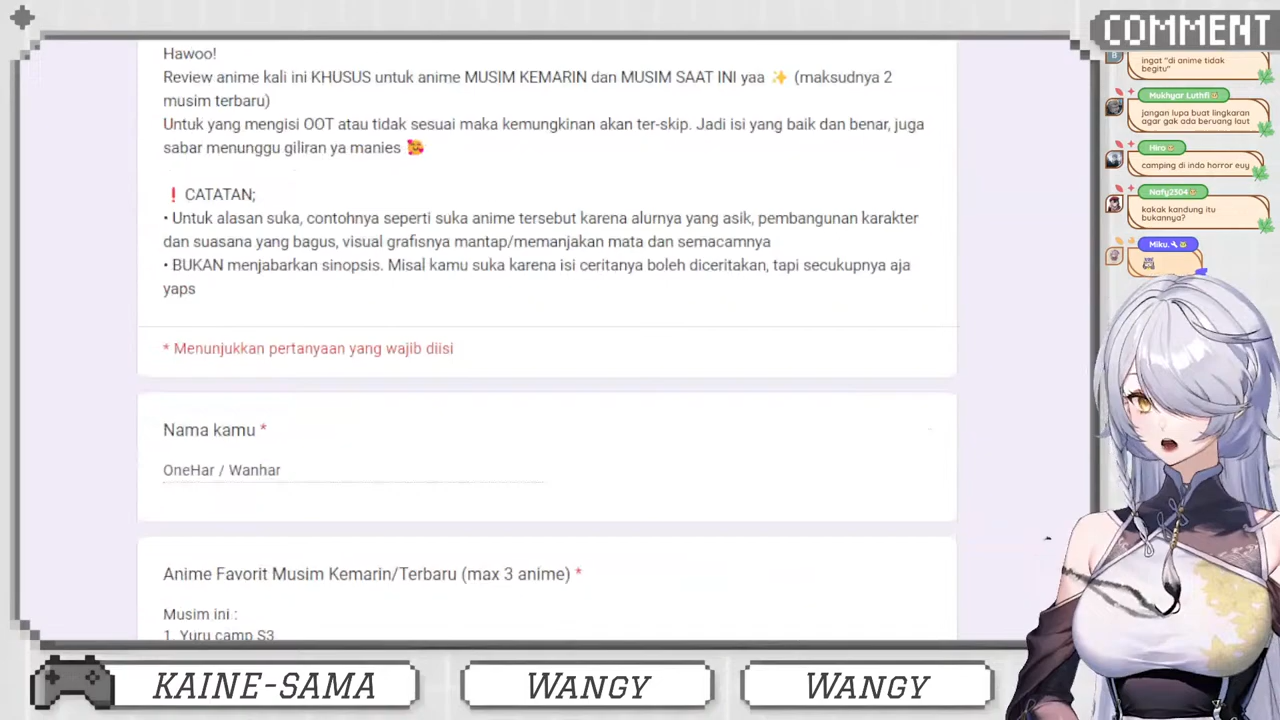 COMMENT
ingat "di anime tidak
begitu"
Mukhyar Luthfi
jangan lupa buat lingkaran
agar gak ada beruang laut
Hiro
camping di indo horror euy
Nafy2304
kakak kandung itu
bukannya?
Miku.
Hawoo!
Review anime kali ini KHUSUS untuk anime MUSIM KEMARIN dan MUSIM SAAT INI yaa ✨ (maksudnya 2
musim terbaru)
Untuk yang mengisi OOT atau tidak sesuai maka kemungkinan akan ter-skip. Jadi isi yang baik dan benar, juga
sabar menunggu giliran ya manies 🥰
❗ CATATAN;
• Untuk alasan suka, contohnya seperti suka anime tersebut karena alurnya yang asik, pembangunan karakter
dan suasana yang bagus, visual grafisnya mantap/memanjakan mata dan semacamnya
• BUKAN menjabarkan sinopsis. Misal kamu suka karena isi ceritanya boleh diceritakan, tapi secukupnya aja
yaps
* Menunjukkan pertanyaan yang wajib diisi
Nama kamu *
OneHar / Wanhar
Anime Favorit Musim Kemarin/Terbaru (max 3 anime) *
Musim ini :
1. Yuru camp S3
KAINE-SAMA
WANGY
WANGY